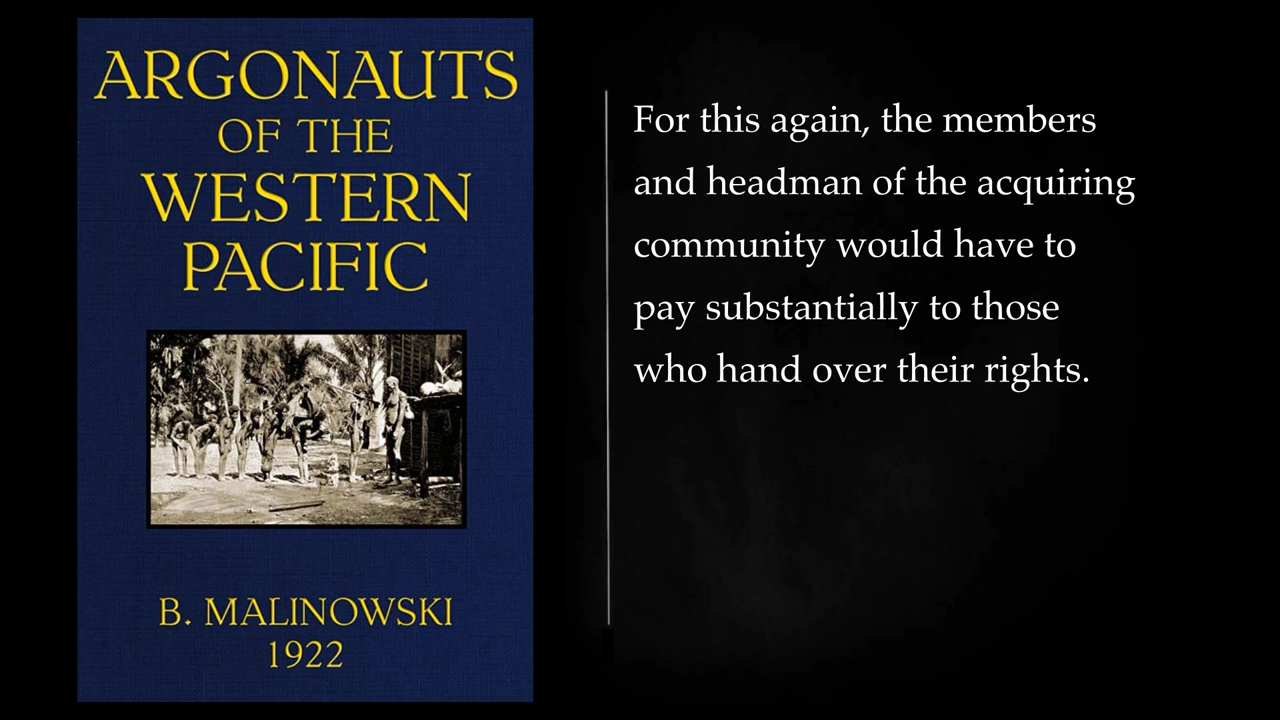 ARGONAUTS
OF THE
WESTERN
PACIFIC
B. MALINOWSKI
1922
For this again, the members
and headman of the acquiring
community would have to
pay substantially to those
who hand over their rights.